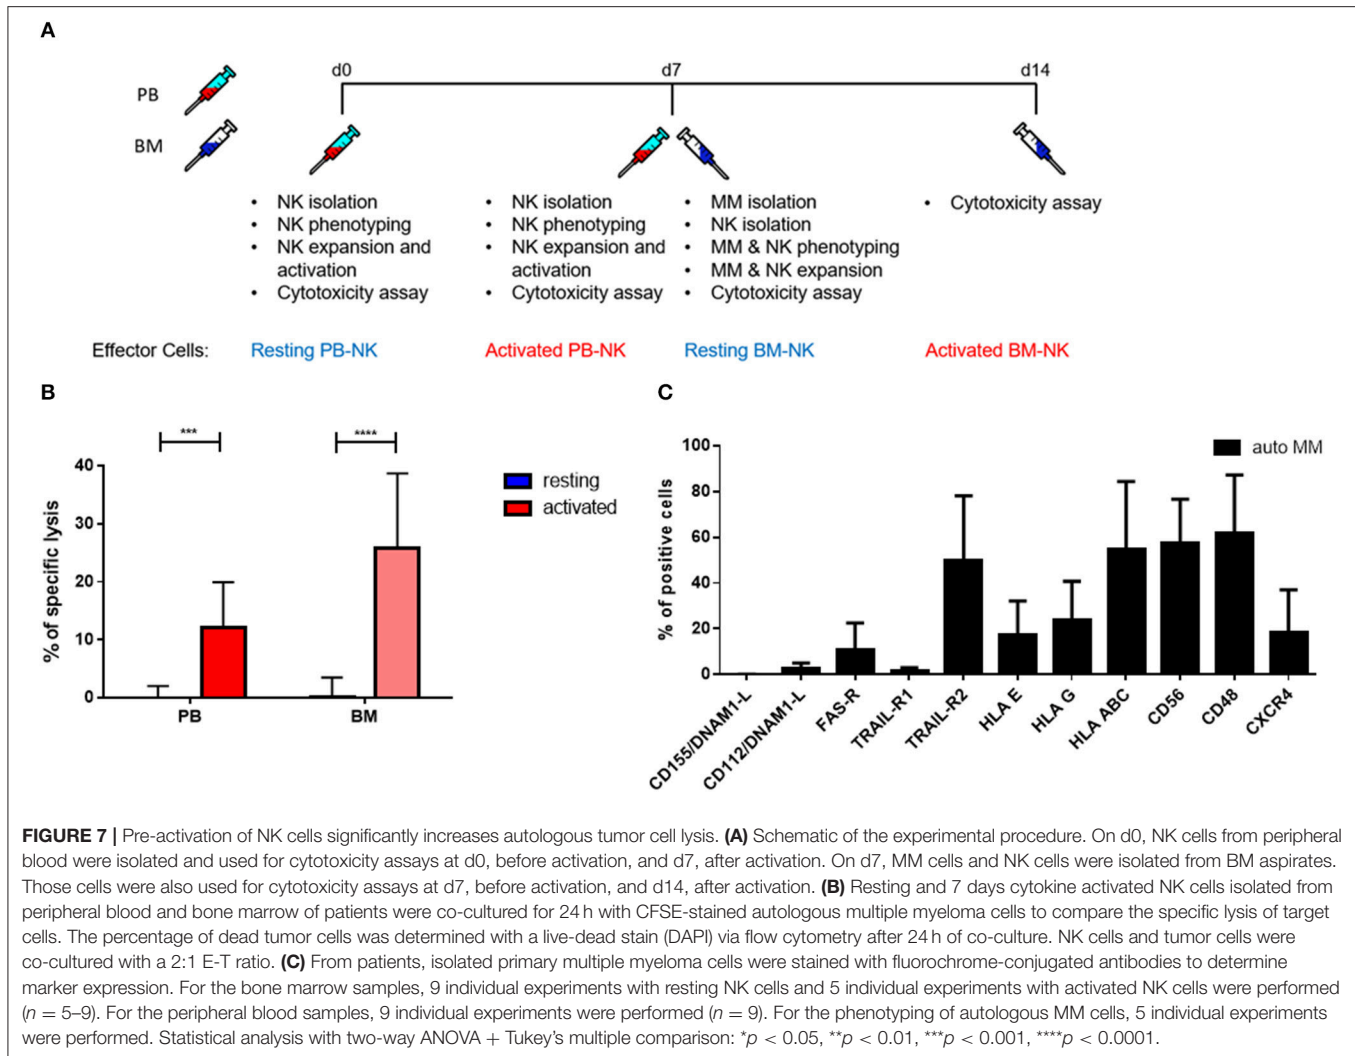 A
d0 d7 d14
PB
BM
• NK isolation
• NK phenotyping
• NK expansion and
activation
• Cytotoxicity assay
• NK isolation
• NK phenotyping
• NK expansion and
activation
• Cytotoxicity assay
• MM isolation
• NK isolation
• MM & NK phenotyping
• MM & NK expansion
• Cytotoxicity assay
• Cytotoxicity assay
Effector Cells: Resting PB-NK Activated PB-NK Resting BM-NK Activated BM-NK
B
*** ****
% of specific lysis
40
30
20
10
0
PB BM
resting
activated
C
auto MM
% of positive cells
100
80
60
40
20
0
CD155/DNAM1-L
CD112/DNAM1-L
FAS-R
TRAIL-R1
TRAIL-R2
HLA E
HLA G
HLA ABC
CD56
CD48
CXCR4
FIGURE 7 | Pre-activation of NK cells significantly increases autologous tumor cell lysis. (A) Schematic of the experimental procedure. On d0, NK cells from peripheral
blood were isolated and used for cytotoxicity assays at d0, before activation, and d7, after activation. On d7, MM cells and NK cells were isolated from BM aspirates.
Those cells were also used for cytotoxicity assays at d7, before activation, and d14, after activation. (B) Resting and 7 days cytokine activated NK cells isolated from
peripheral blood and bone marrow of patients were co-cultured for 24 h with CFSE-stained autologous multiple myeloma cells to compare the specific lysis of target
cells. The percentage of dead tumor cells was determined with a live-dead stain (DAPI) via flow cytometry after 24 h of co-culture. NK cells and tumor cells were
co-cultured with a 2:1 E-T ratio. (C) From patients, isolated primary multiple myeloma cells were stained with fluorochrome-conjugated antibodies to determine
marker expression. For the bone marrow samples, 9 individual experiments with resting NK cells and 5 individual experiments with activated NK cells were performed
(n = 5–9). For the peripheral blood samples, 9 individual experiments were performed (n = 9). For the phenotyping of autologous MM cells, 5 individual experiments
were performed. Statistical analysis with two-way ANOVA + Tukey's multiple comparison: *p < 0.05, **p < 0.01, ***p < 0.001, ****p < 0.0001.